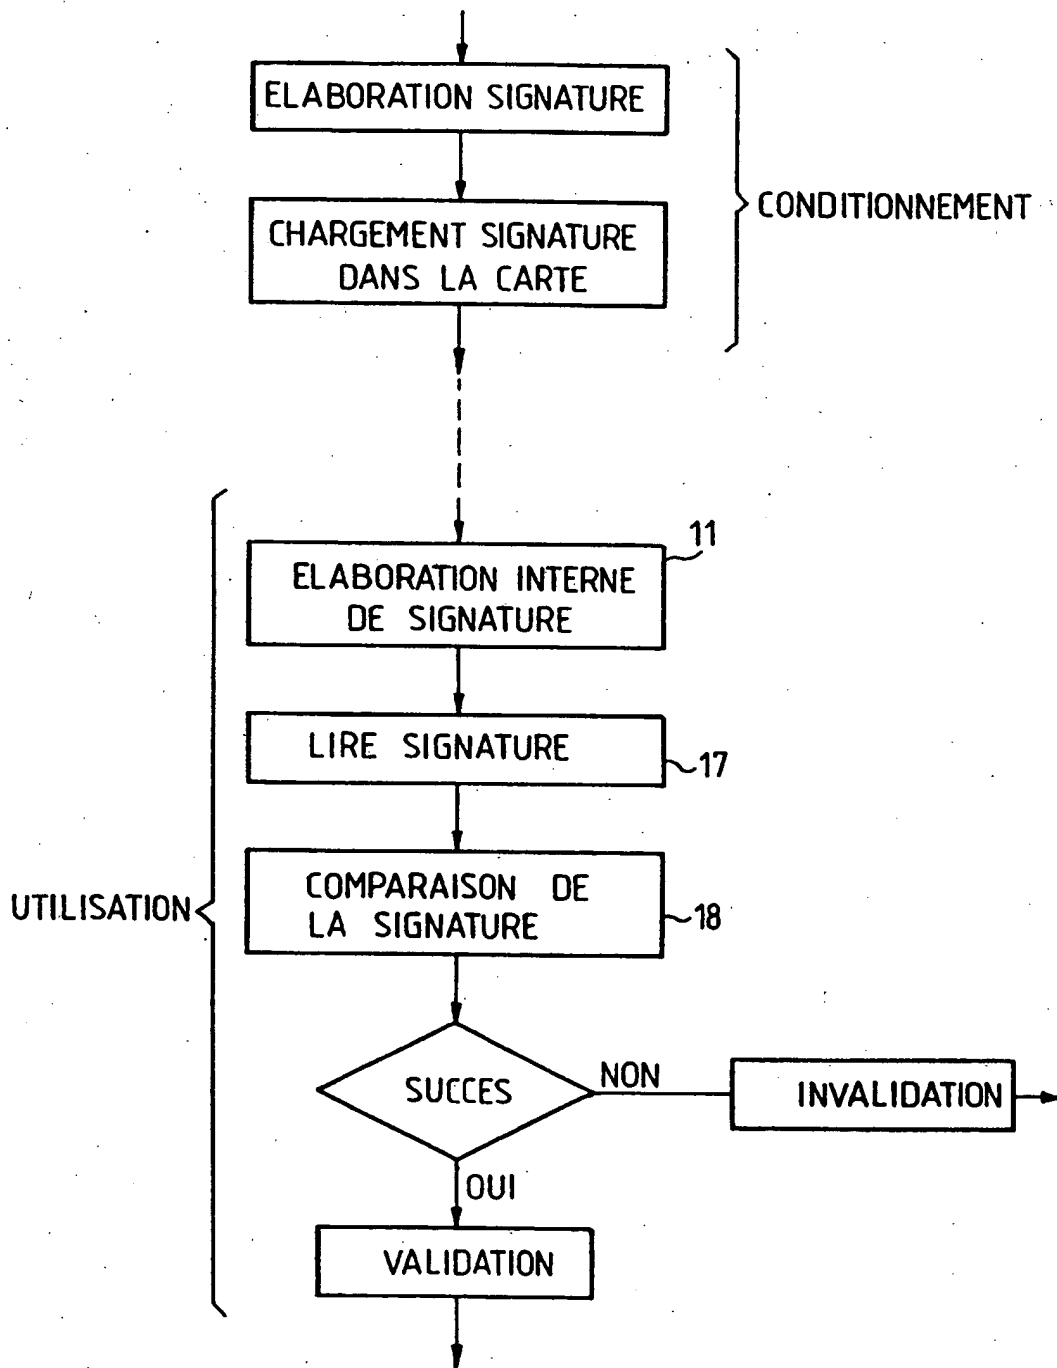 ELABORATION SIGNATURE
CHARGEMENT SIGNATURE
DANS LA CARTE
CONDITIONNEMENT
11
ELABORATION INTERNE
DE SIGNATURE
LIRE SIGNATURE
17
COMPARAISON DE
LA SIGNATURE
18
UTILISATION
SUCCES
NON
INVALIDATION
OUI
VALIDATION